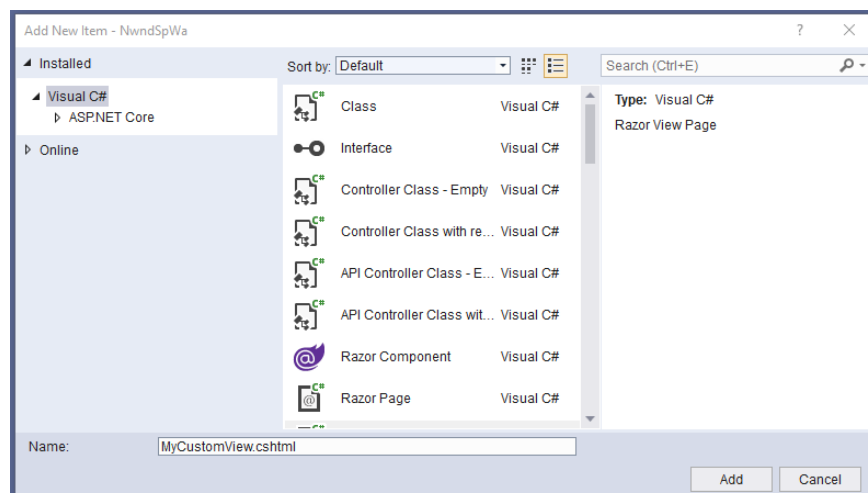 Add New Item - NwndSpWa
?
Installed
Sort by: Default
Search (Ctrl+E)
Visual C#
ASP.NET Core
Online
C# Class Visual C#
Interface Visual C#
C# Controller Class - Empty Visual C#
C# Controller Class with re... Visual C#
C# API Controller Class - E... Visual C#
C# API Controller Class wit... Visual C#
@ Razor Component Visual C#
C# @ Razor Page Visual C#
Type: Visual C#
Razor View Page
Name: MyCustomView.cshtml
Add Cancel